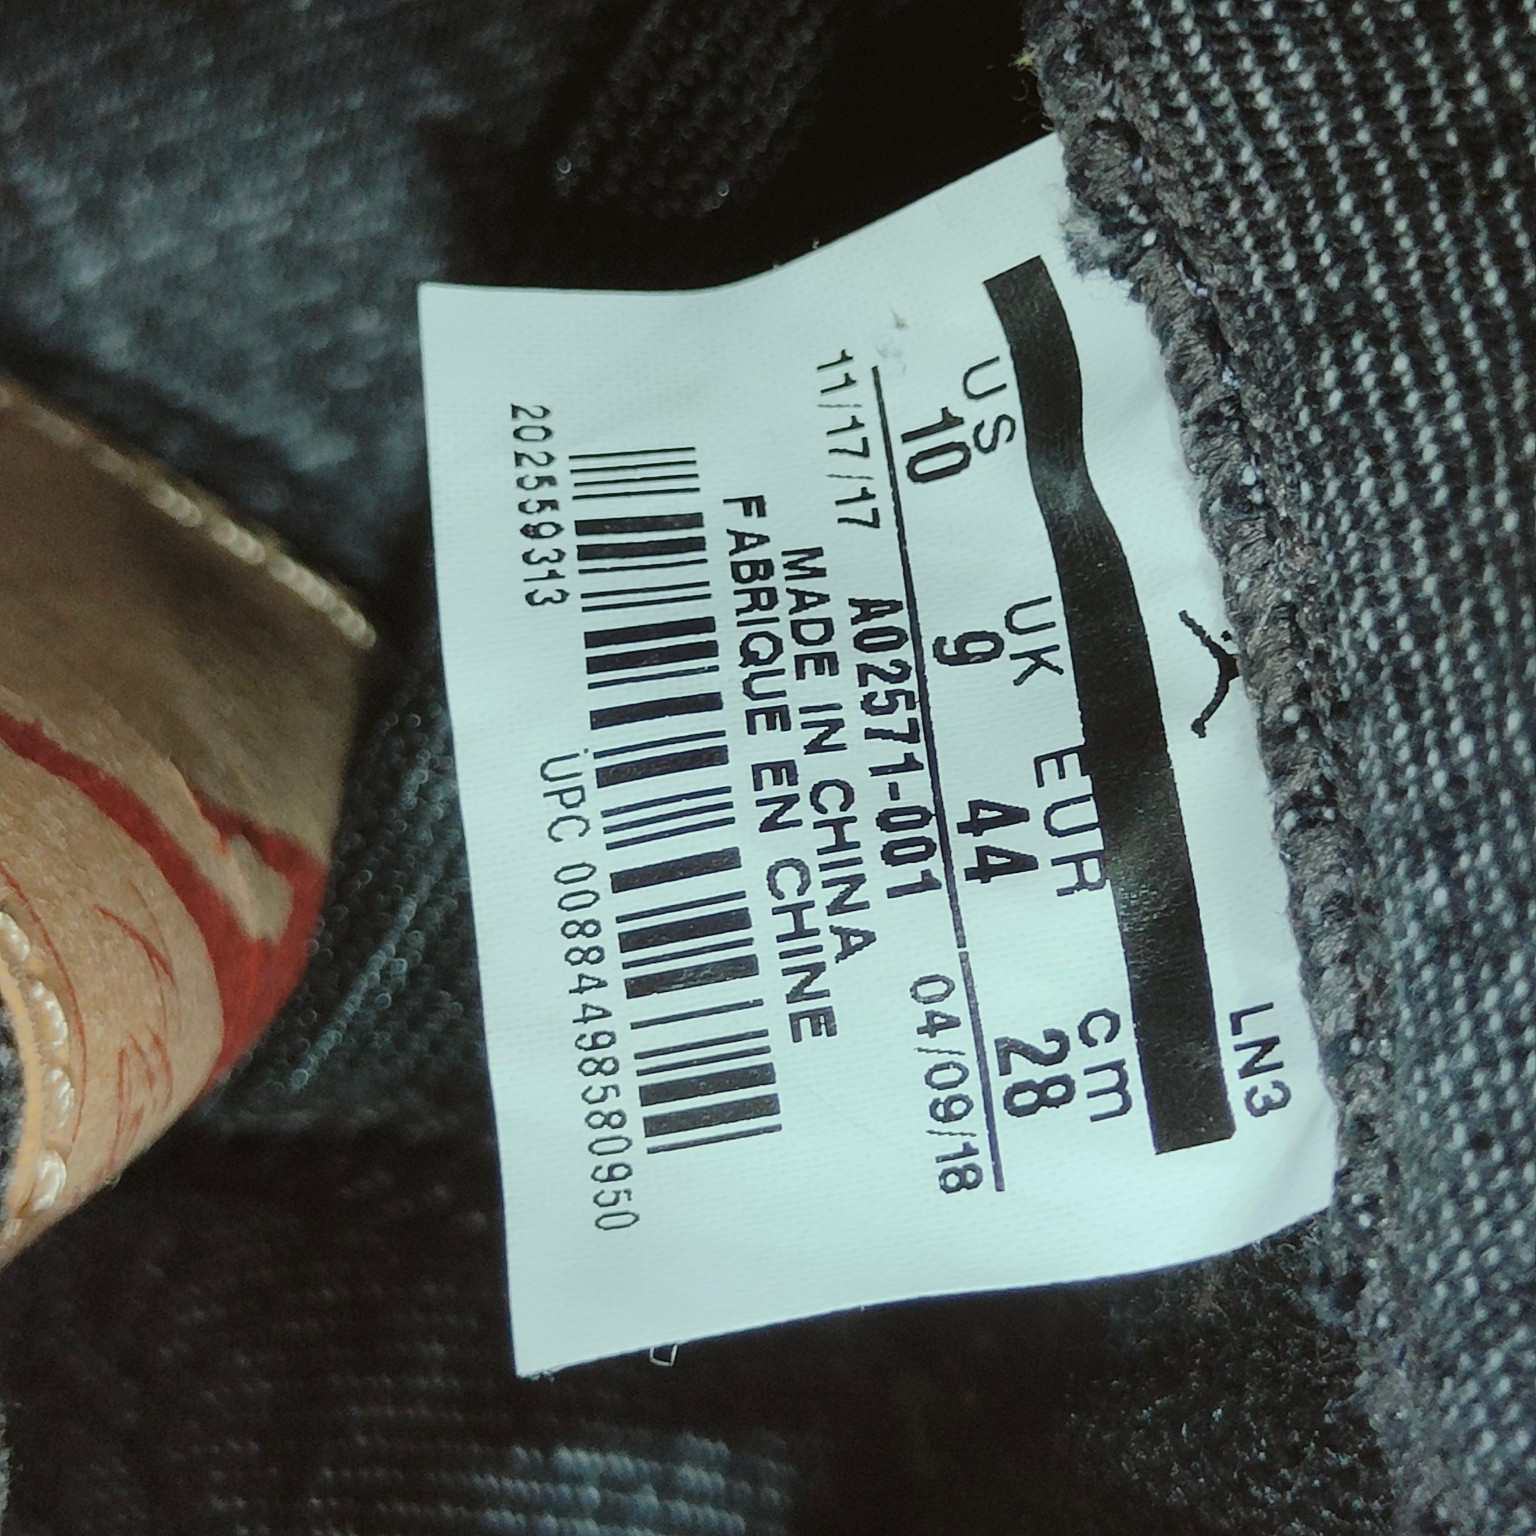 LN3
US UK EUR cm
10 9 44 28
11/17/17 A02571-001 04/09/18
MADE IN CHINA
FABRIQUE EN CHINE
202559313 UPC 00884498580950